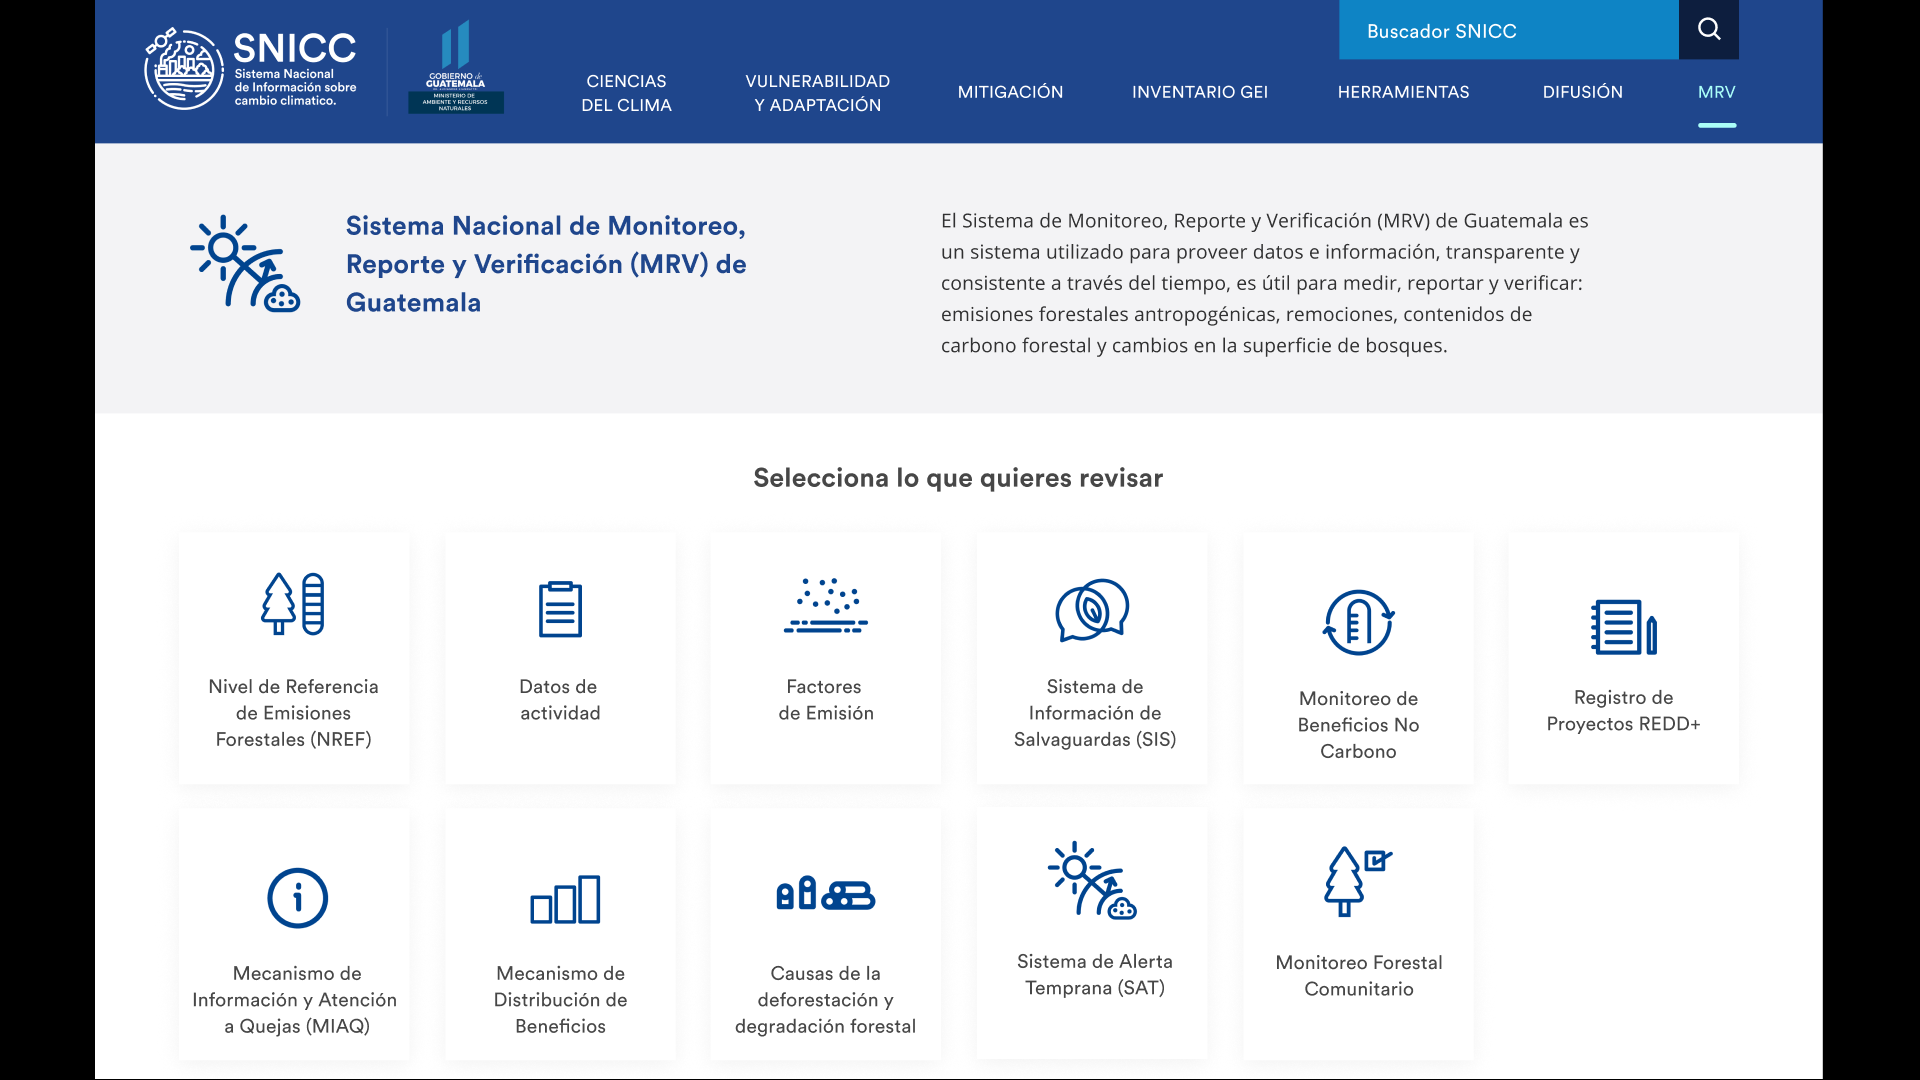 SNICC
Sistema Nacional
de Información sobre
cambio climatico.
GOBIERNO de
GUATEMALA
MINISTERIO DE
AMBIENTE Y RECURSOS
NATURALES
Buscador SNICC
CIENCIAS
DEL CLIMA
VULNERABILIDAD
Y ADAPTACIÓN
MITIGACIÓN
INVENTARIO GEI
HERRAMIENTAS
DIFUSIÓN
MRV
Sistema Nacional de Monitoreo,
Reporte y Verificación (MRV) de
Guatemala
El Sistema de Monitoreo, Reporte y Verificación (MRV) de Guatemala es
un sistema utilizado para proveer datos e información, transparente y
consistente a través del tiempo, es útil para medir, reportar y verificar:
emisiones forestales antropogénicas, remociones, contenidos de
carbono forestal y cambios en la superficie de bosques.
Selecciona lo que quieres revisar
Nivel de Referencia
de Emisiones
Forestales (NREF)
Datos de
actividad
Factores
de Emisión
Sistema de
Información de
Salvaguardas (SIS)
Monitoreo de
Beneficios No
Carbono
Registro de
Proyectos REDD+
Mecanismo de
Información y Atención
a Quejas (MIAQ)
Mecanismo de
Distribución de
Beneficios
Causas de la
deforestación y
degradación forestal
Sistema de Alerta
Temprana (SAT)
Monitoreo Forestal
Comunitario